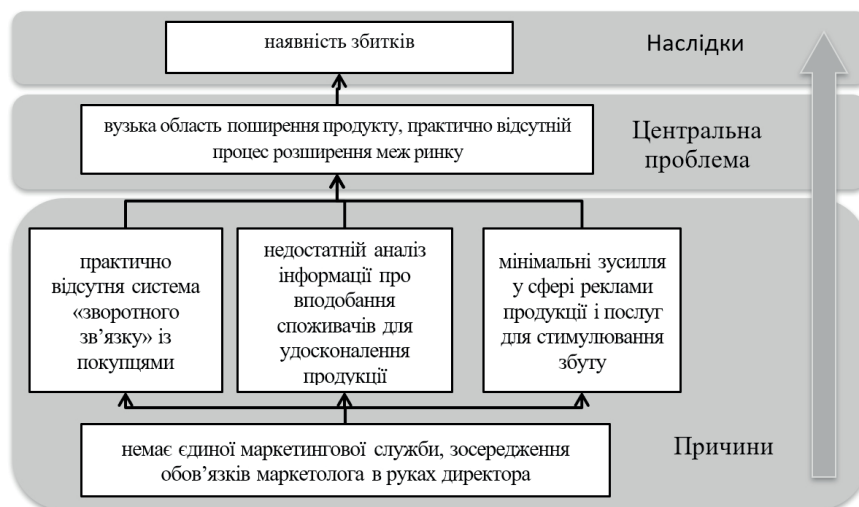 наявність збитків
Наслідки
вузька область поширення продукту, практично відсутній
процес розширення меж ринку
Центральна
проблема
практично
відсутня система
«зворотного
зв’язку» із
покупцями
недостатній аналіз
інформації про
вподобання
споживачів для
удосконалення
продукції
мінімальні зусилля
у сфері реклами
продукції і послуг
для стимулювання
збуту
немає єдиної маркетингової служби, зосередження
обов’язків маркетолога в руках директора
Причини